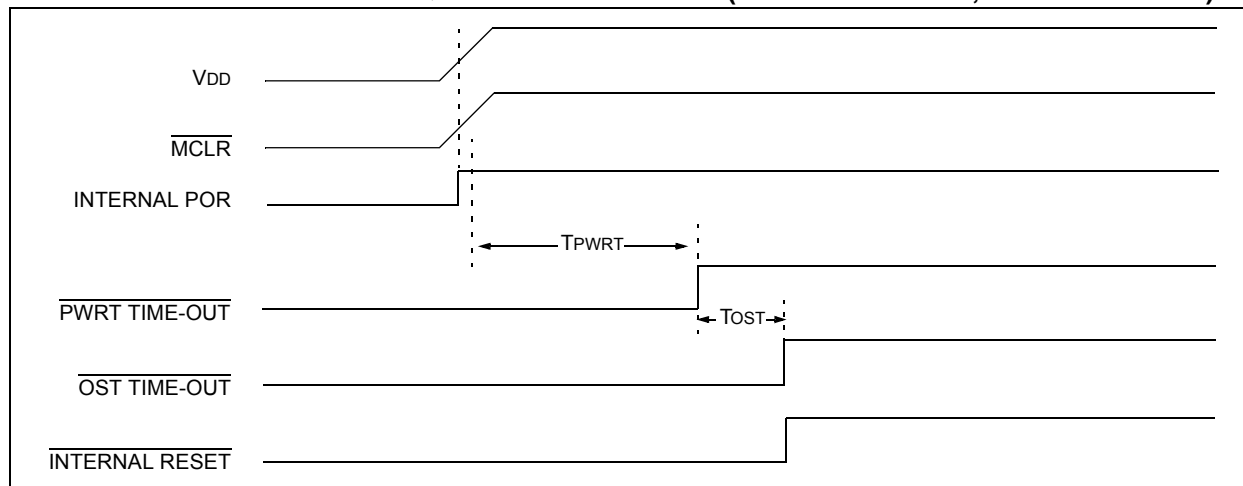 VDD
MCLR
INTERNAL POR
TPWRT
PWRT TIME-OUT
TOST
OST TIME-OUT
INTERNAL RESET